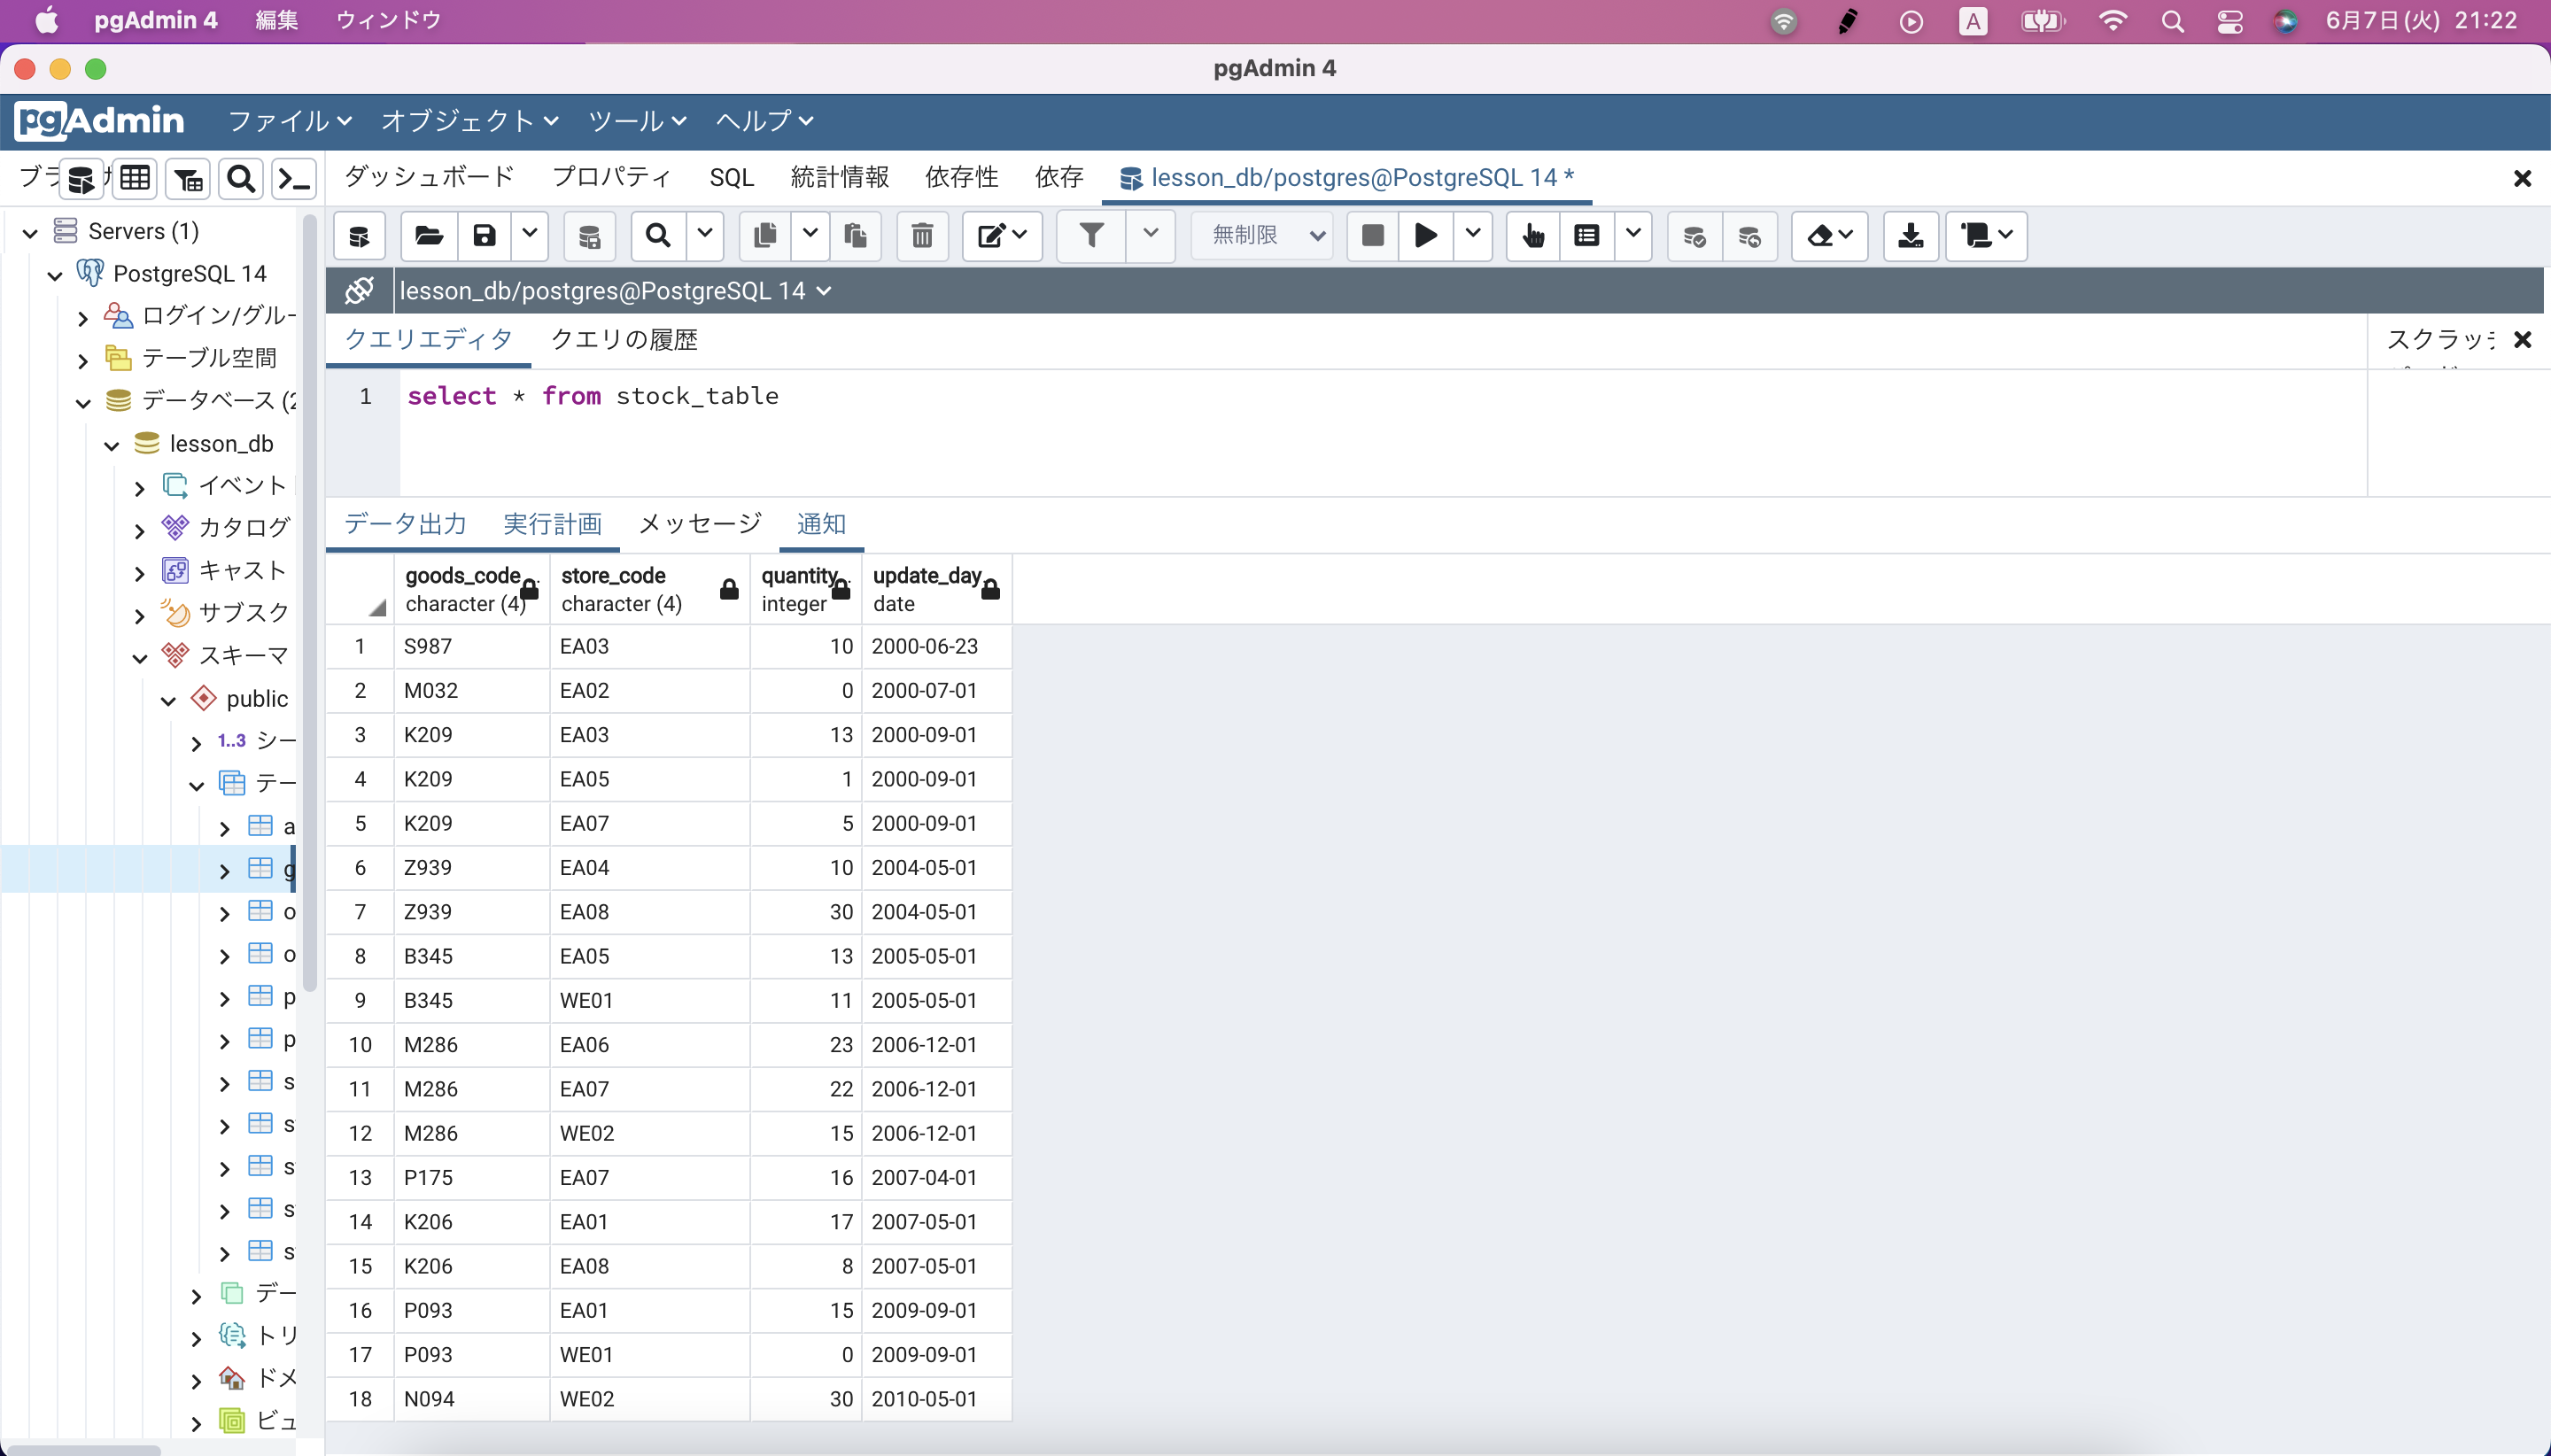 pgAdmin 4 編集 ウィンドウ
A 6月7日(火) 21:22
pgAdmin 4
pgAdmin ファイル オブジェクト ツール ヘルプ
ダッシュボード プロパティ SQL 統計情報 依存性 依存 lesson_db/postgres@PostgreSQL 14 *
Servers (1)
PostgreSQL 14
ログイン/グルー
テーブル空間
データベース (2
lesson_db
イベント
カタログ
キャスト
サブスク
スキーマ
public
1..3 シー
テー
a
g
o
o
p
p
s
s
s
s
s
デー
トリ
ドメ
ビュ
無制限
lesson_db/postgres@PostgreSQL 14
クエリエディタ クエリの履歴
スクラッチ
1 select * from stock_table
データ出力 実行計画 メッセージ 通知
goods_code store_code quantity update_day
character (4) character (4) integer date
1 S987 EA03 10 2000-06-23
2 M032 EA02 0 2000-07-01
3 K209 EA03 13 2000-09-01
4 K209 EA05 1 2000-09-01
5 K209 EA07 5 2000-09-01
6 Z939 EA04 10 2004-05-01
7 Z939 EA08 30 2004-05-01
8 B345 EA05 13 2005-05-01
9 B345 WE01 11 2005-05-01
10 M286 EA06 23 2006-12-01
11 M286 EA07 22 2006-12-01
12 M286 WE02 15 2006-12-01
13 P175 EA07 16 2007-04-01
14 K206 EA01 17 2007-05-01
15 K206 EA08 8 2007-05-01
16 P093 EA01 15 2009-09-01
17 P093 WE01 0 2009-09-01
18 N094 WE02 30 2010-05-01